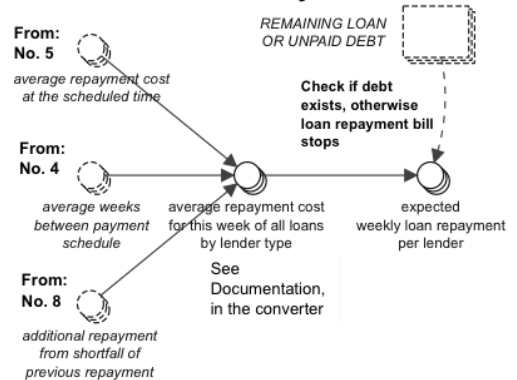 REMAINING LOAN
OR UNPAID DEBT
From:
No. 5
average repayment cost
at the scheduled time
Check if debt
exists, otherwise
loan repayment bill
stops
From:
No. 4
average weeks
between payment
schedule
average repayment cost
for this week of all loans
by lender type
expected
weekly loan repayment
per lender
See
Documentation,
in the converter
From:
No. 8
additional repayment
from shortfall of
previous repayment